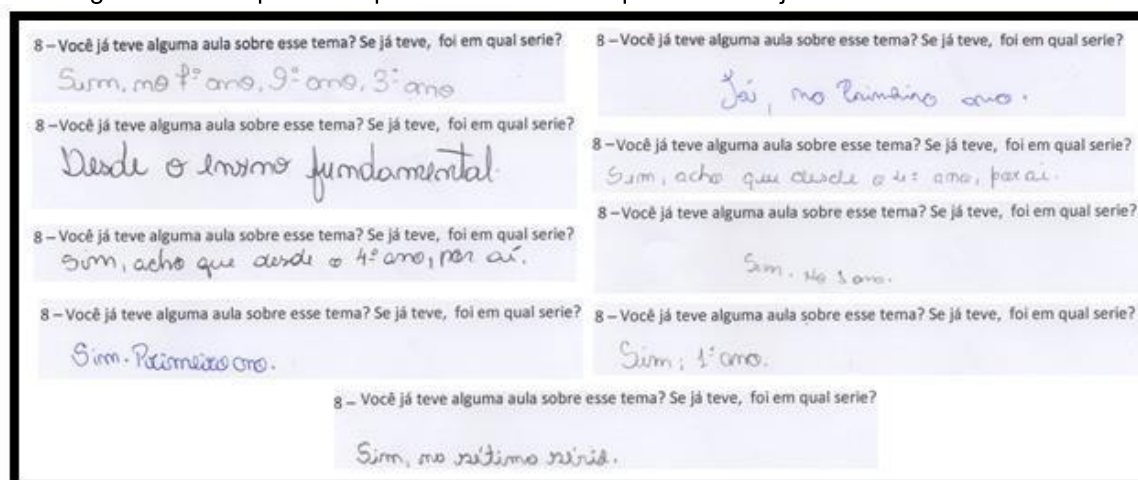 8 – Você já teve alguma aula sobre esse tema? Se já teve, foi em qual serie?
Sim, no 1º ano, 9º ano, 3º ano
8 – Você já teve alguma aula sobre esse tema? Se já teve, foi em qual serie?
Já, no Primeiro ano.
8 – Você já teve alguma aula sobre esse tema? Se já teve, foi em qual serie?
Desde o ensino fundamental.
8 – Você já teve alguma aula sobre esse tema? Se já teve, foi em qual serie?
Sim, acho que desde o 4º ano, por aí.
8 – Você já teve alguma aula sobre esse tema? Se já teve, foi em qual serie?
Sim, acho que desde o 4º ano, por aí.
8 – Você já teve alguma aula sobre esse tema? Se já teve, foi em qual serie?
Sim. No 1 ano.
8 – Você já teve alguma aula sobre esse tema? Se já teve, foi em qual serie?
Sim. Primeiro ano.
8 – Você já teve alguma aula sobre esse tema? Se já teve, foi em qual serie?
Sim; 1º ano.
8 – Você já teve alguma aula sobre esse tema? Se já teve, foi em qual serie?
Sim, no sétimo série.